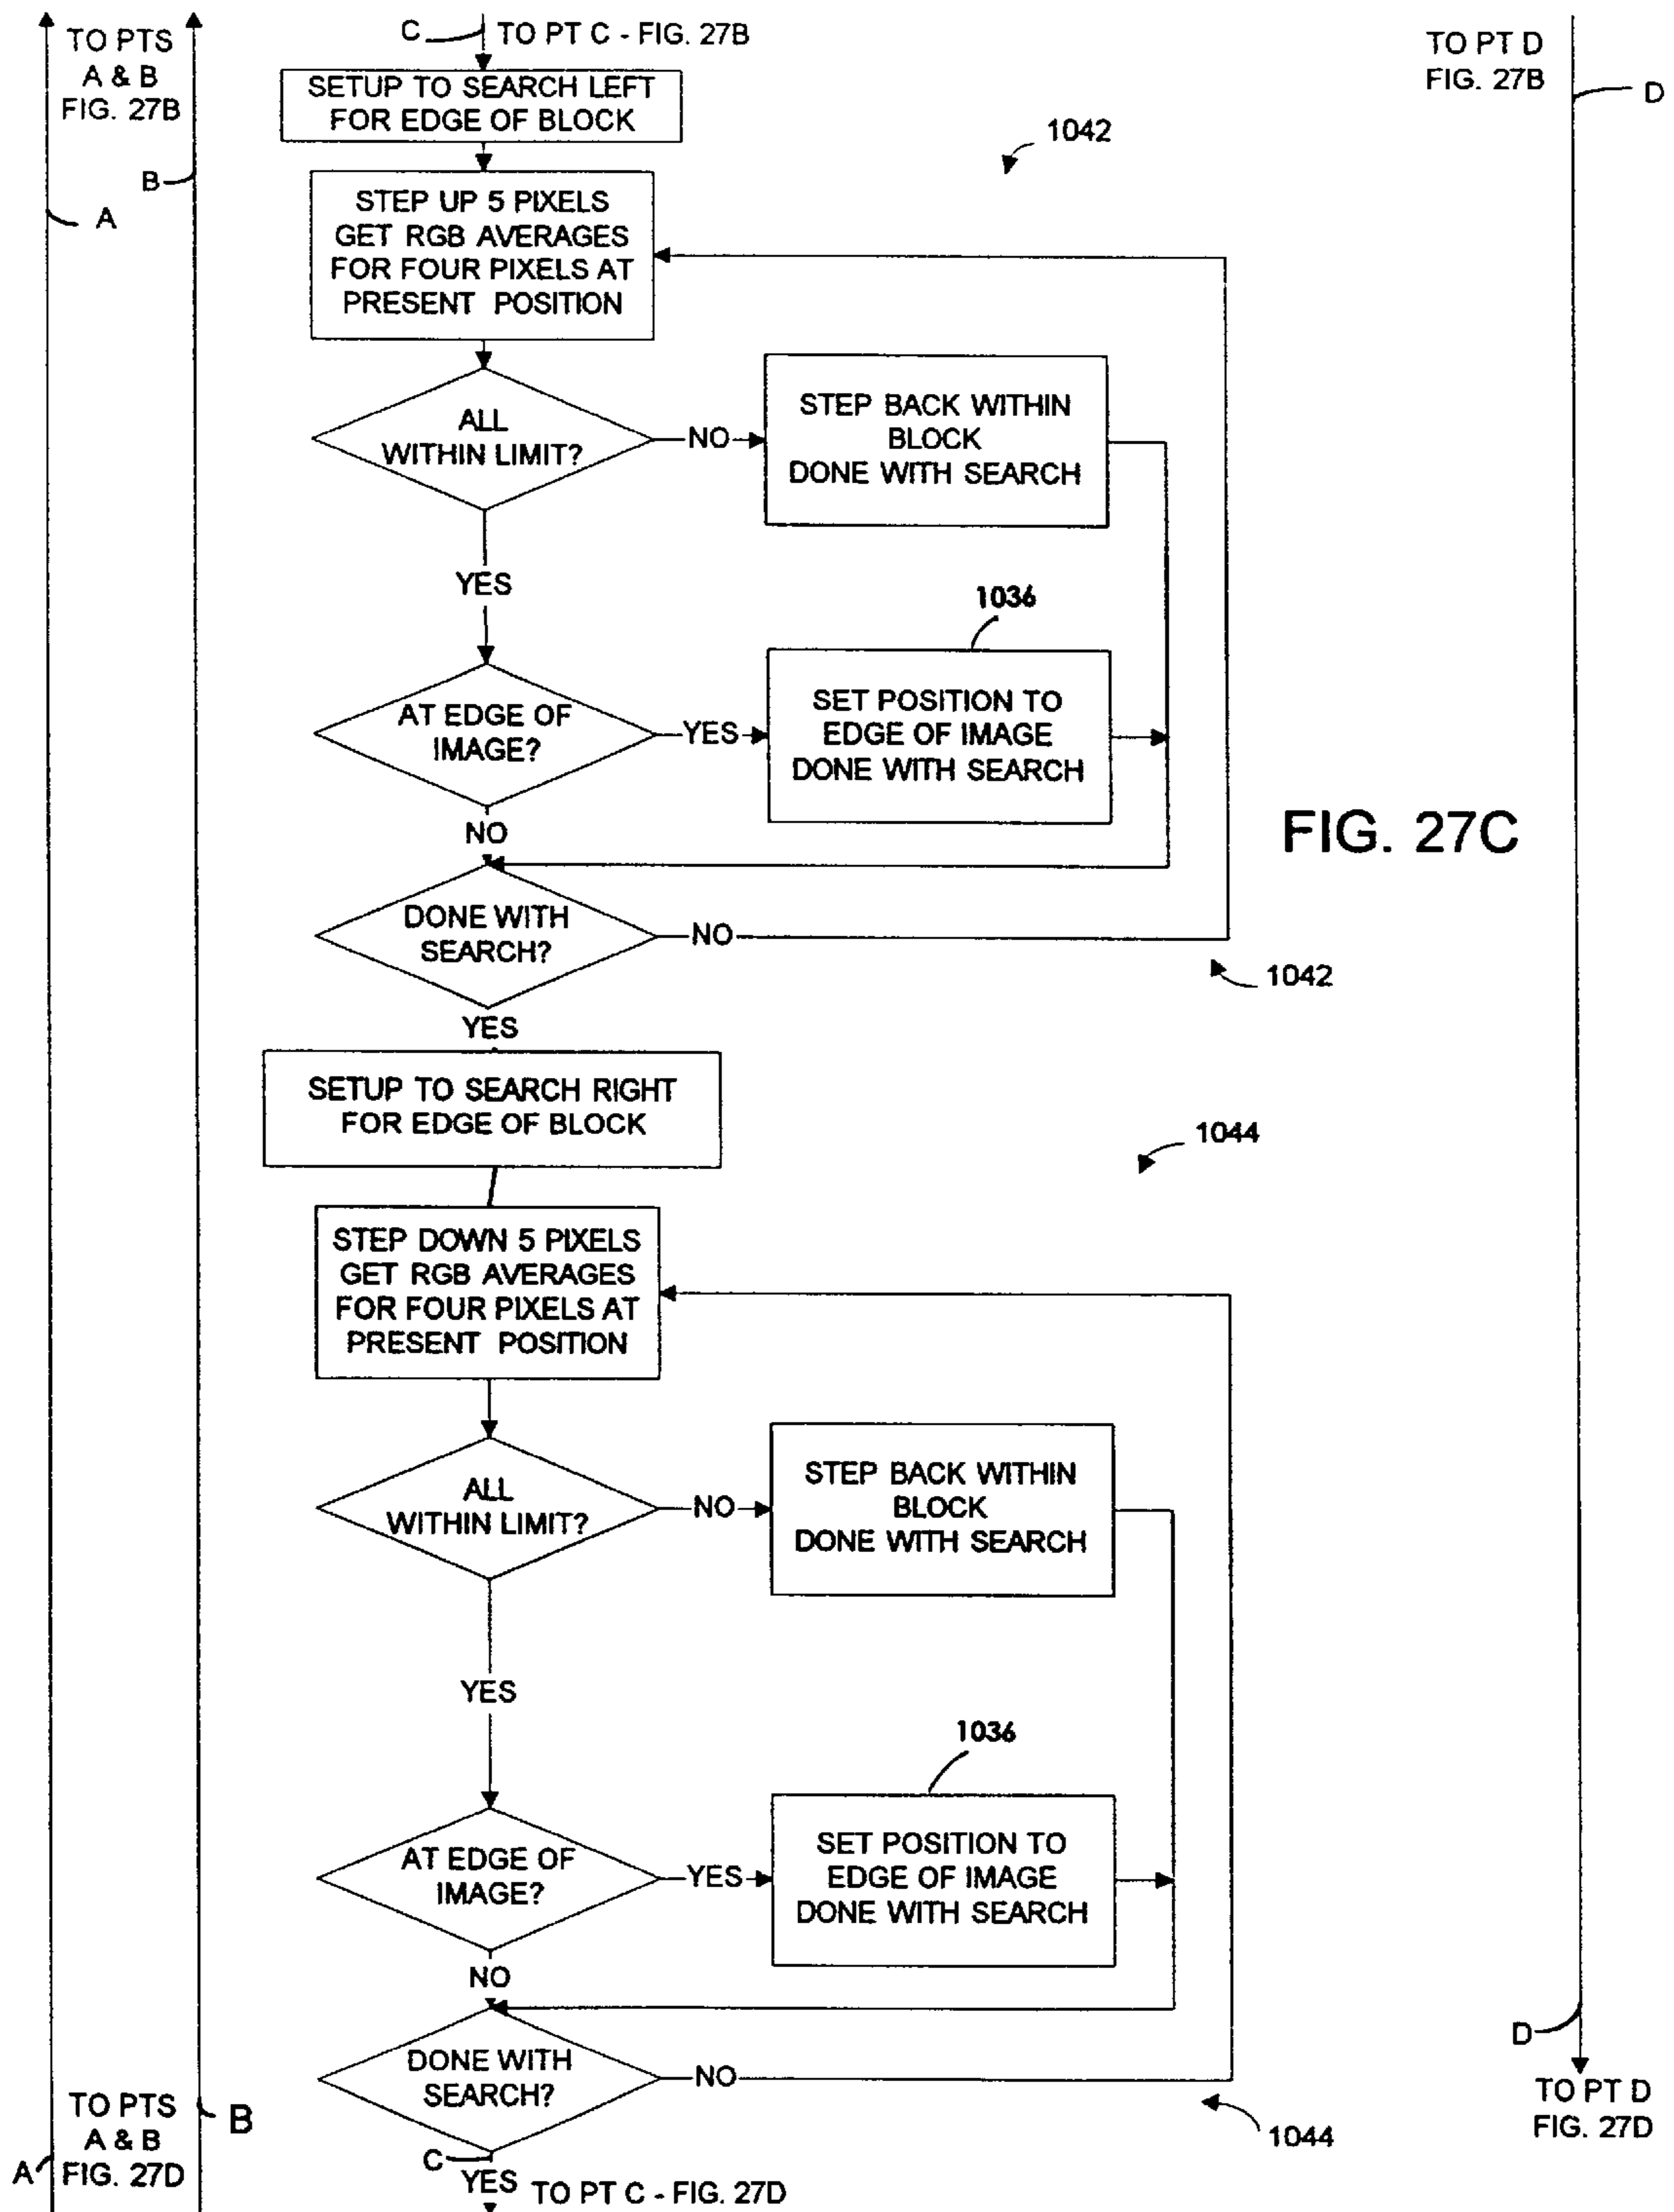 TO PTS
A & B
FIG. 27B
C
TO PT C - FIG. 27B
TO PT D
FIG. 27B
D
SETUP TO SEARCH LEFT
FOR EDGE OF BLOCK
1042
B
A
STEP UP 5 PIXELS
GET RGB AVERAGES
FOR FOUR PIXELS AT
PRESENT POSITION
ALL
WITHIN LIMIT?
NO
STEP BACK WITHIN
BLOCK
DONE WITH SEARCH
YES
1036
AT EDGE OF
IMAGE?
YES
SET POSITION TO
EDGE OF IMAGE
DONE WITH SEARCH
NO
FIG. 27C
DONE WITH
SEARCH?
NO
1042
YES
SETUP TO SEARCH RIGHT
FOR EDGE OF BLOCK
1044
STEP DOWN 5 PIXELS
GET RGB AVERAGES
FOR FOUR PIXELS AT
PRESENT POSITION
ALL
WITHIN LIMIT?
NO
STEP BACK WITHIN
BLOCK
DONE WITH SEARCH
YES
1036
AT EDGE OF
IMAGE?
YES
SET POSITION TO
EDGE OF IMAGE
DONE WITH SEARCH
NO
D
DONE WITH
SEARCH?
NO
1044
TO PT D
FIG. 27D
TO PTS
A & B
FIG. 27D
B
A
C
YES
TO PT C - FIG. 27D